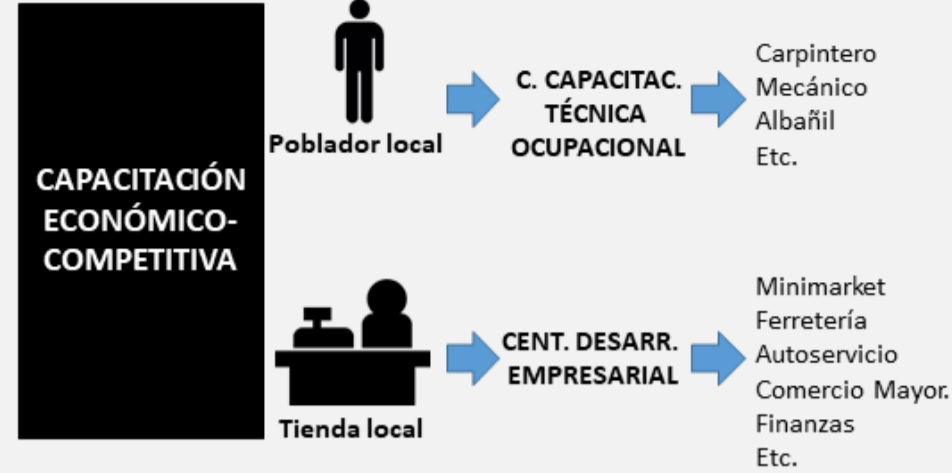 CAPACITACIÓN
ECONÓMICO-
COMPETITIVA
Poblador local
C. CAPACITAC.
TÉCNICA
OCUPACIONAL
Carpintero
Mecánico
Albañil
Etc.
Tienda local
CENT. DESARR.
EMPRESARIAL
Minimarket
Ferretería
Autoservicio
Comercio Mayor.
Finanzas
Etc.